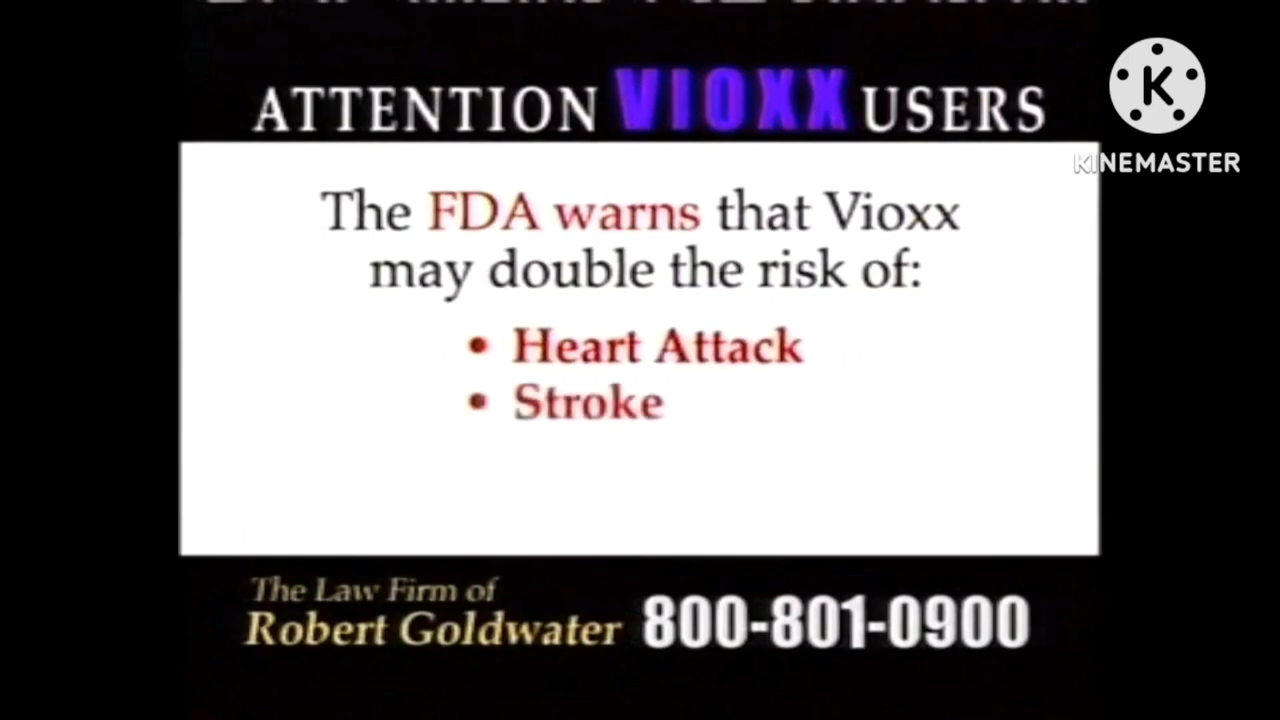 ATTENTION VIOXX USERS
K
KINEMASTER
The FDA warns that Vioxx
may double the risk of:
• Heart Attack
• Stroke
The Law Firm of
Robert Goldwater 800-801-0900